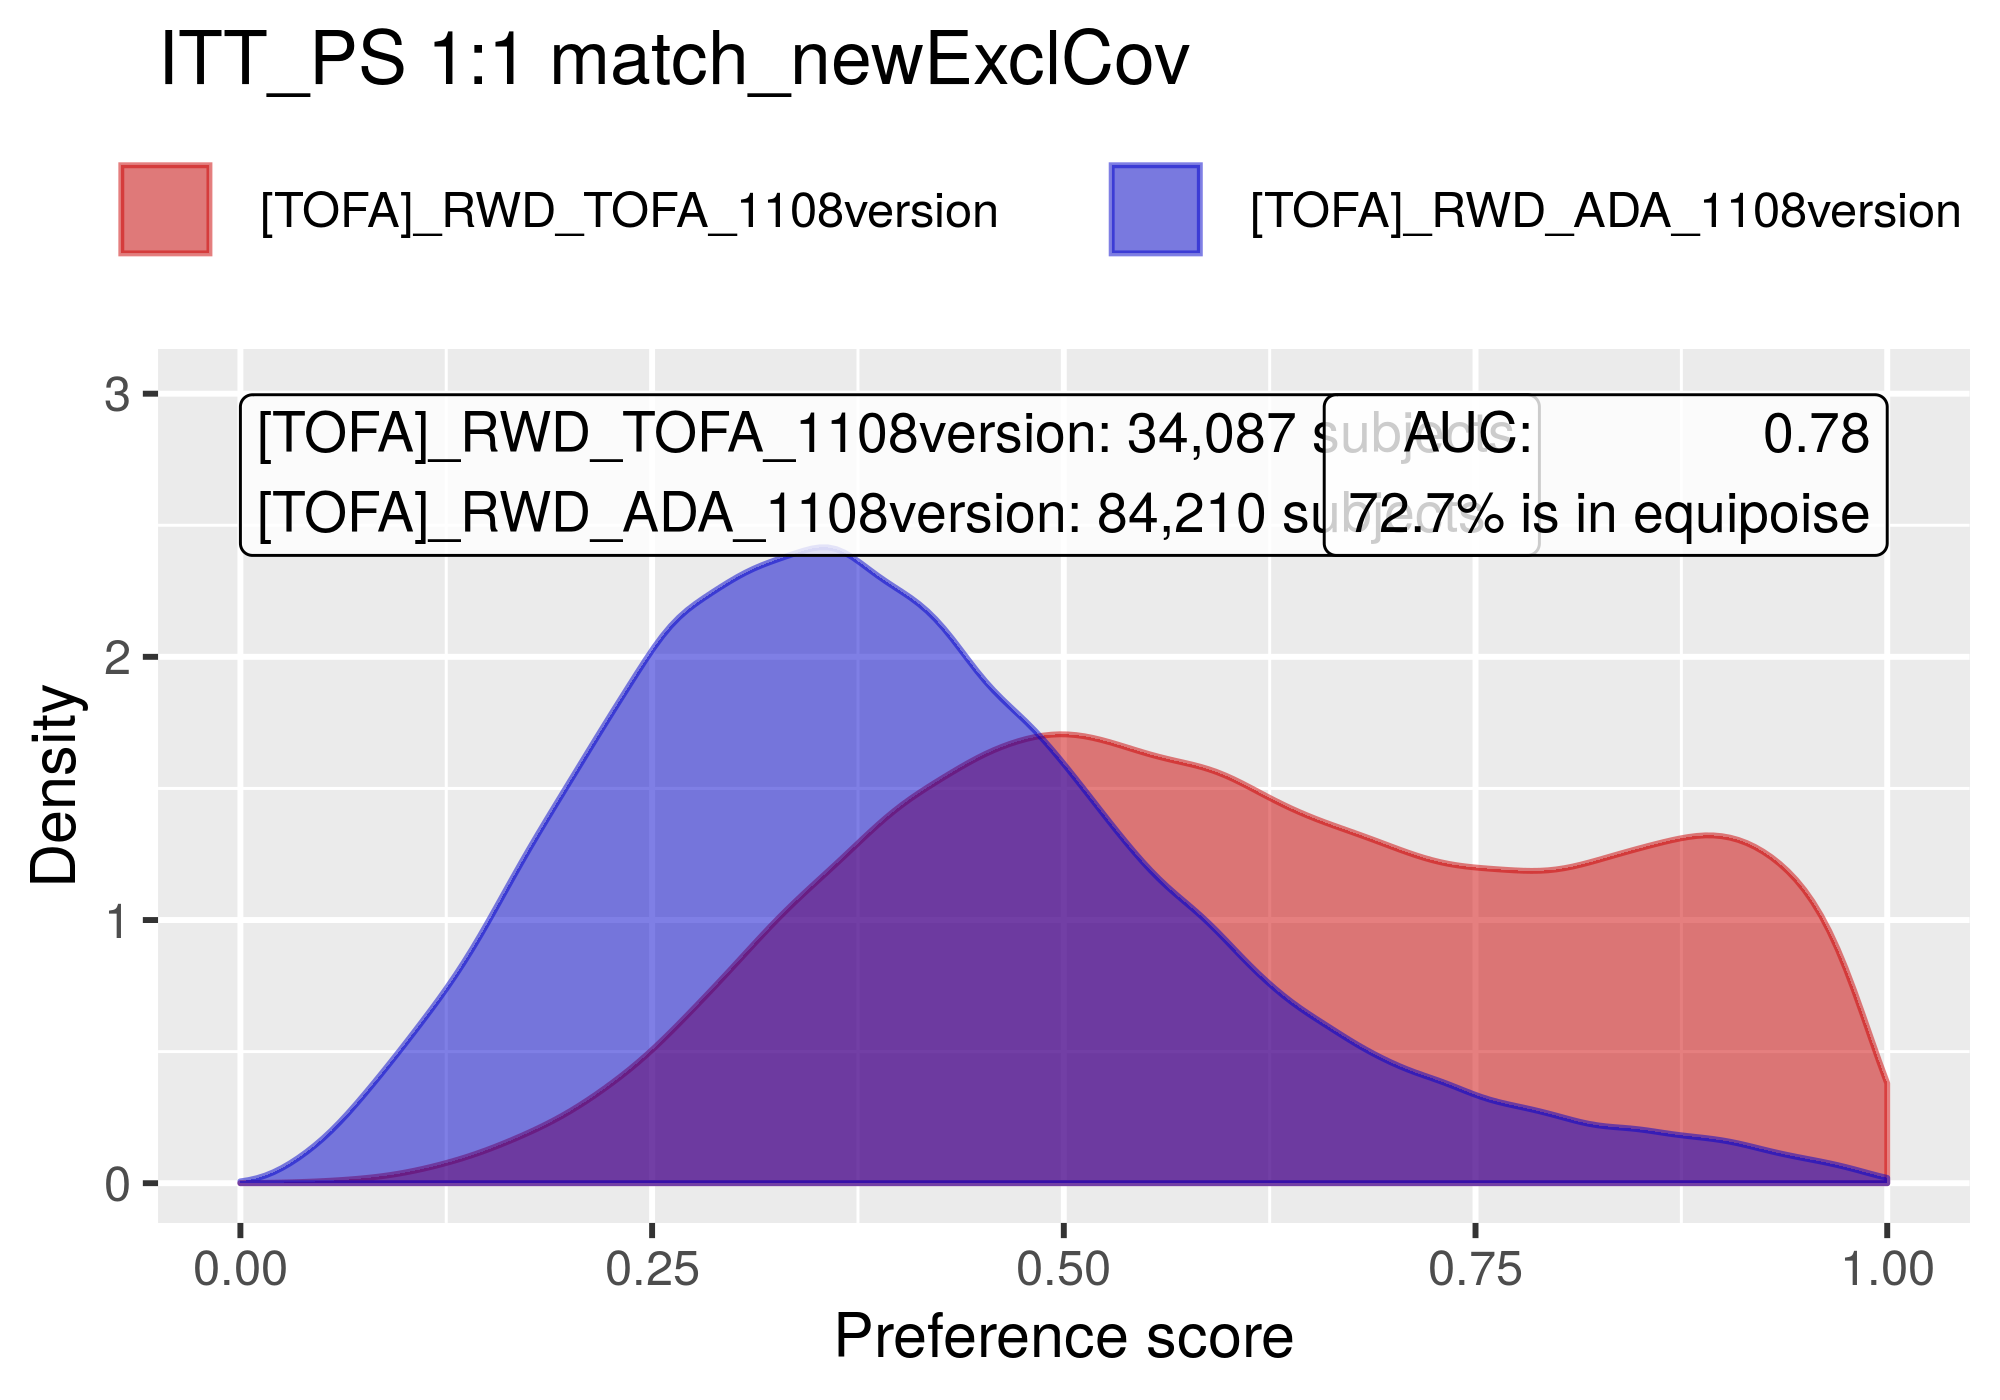 ITT_PS 1:1 match_newExclCov
[TOFA]_RWD_TOFA_1108version
[TOFA]_RWD_ADA_1108version
[TOFA]_RWD_TOFA_1108version: 34,087 subjects
AUC: 0.78
[TOFA]_RWD_ADA_1108version: 84,210 subjects
72.7% is in equipoise
3
2
1
0
Density
0.00 0.25 0.50 0.75 1.00
Preference score